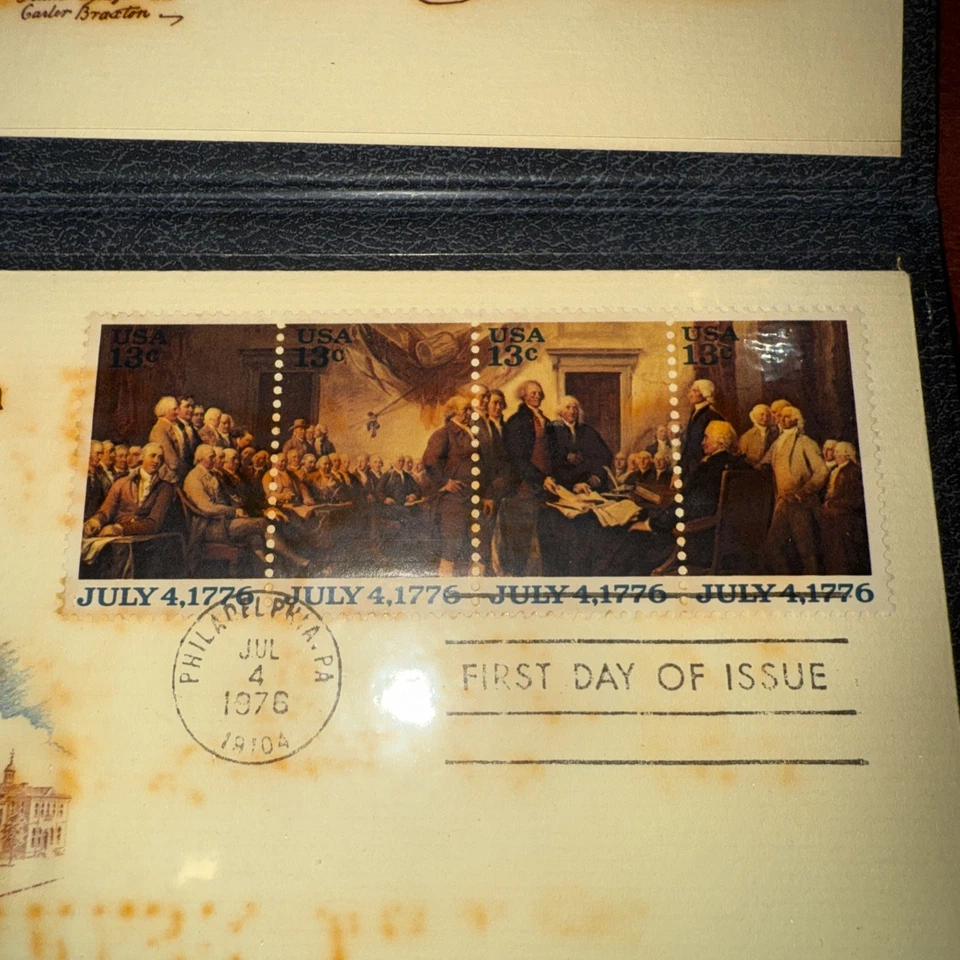 Carter Braxton
USA 13c
USA 13c
USA 13c
USA 13c
JULY 4,1776 JULY 4,1776 JULY 4,1776 JULY 4,1776
PHILADELPHIA, PA
JUL
4
1976
19104
FIRST DAY OF ISSUE